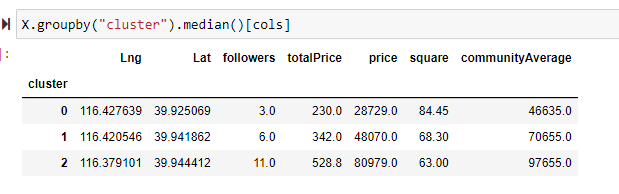 X.groupby("cluster").median()[cols]
Lng Lat followers totalPrice price square communityAverage
cluster
0 116.427639 39.925069 3.0 230.0 28729.0 84.45 46635.0
1 116.420546 39.941862 6.0 342.0 48070.0 68.30 70655.0
2 116.379101 39.944412 11.0 528.8 80979.0 63.00 97655.0